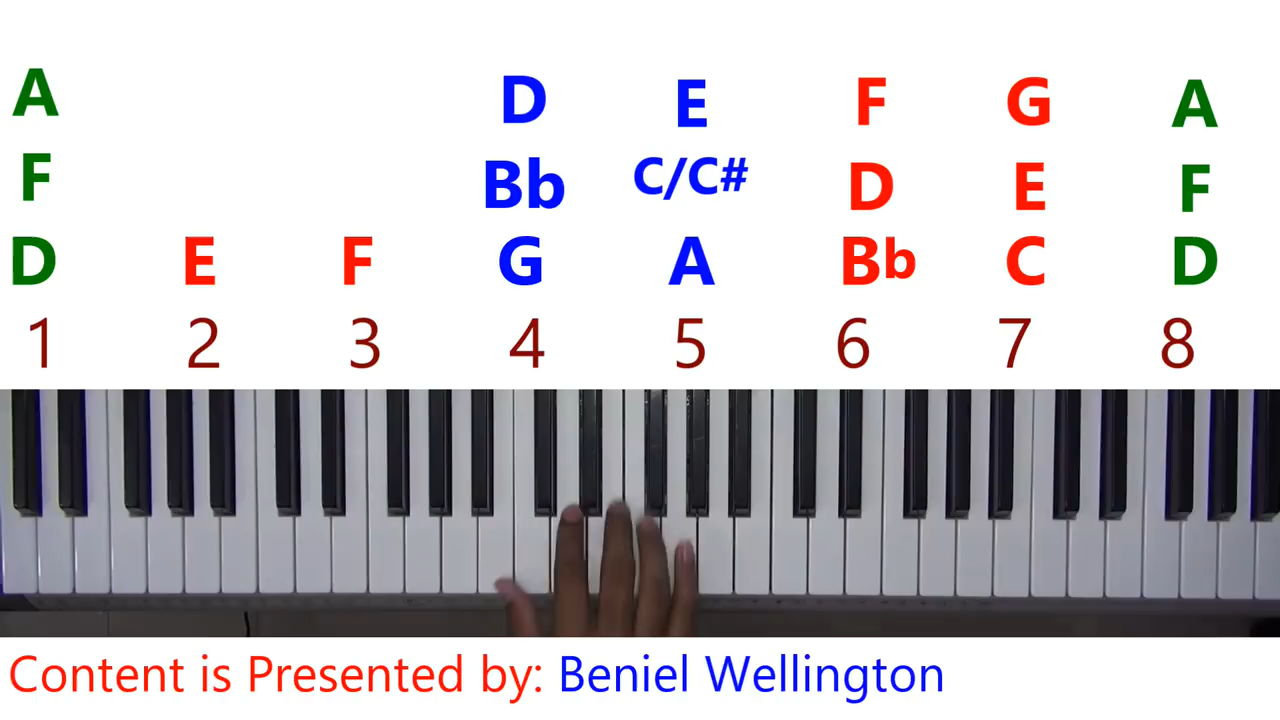 A D E F G A
F Bb C/C# D E F
D E F G A Bb C D
1 2 3 4 5 6 7 8
Content is Presented by: Beniel Wellington